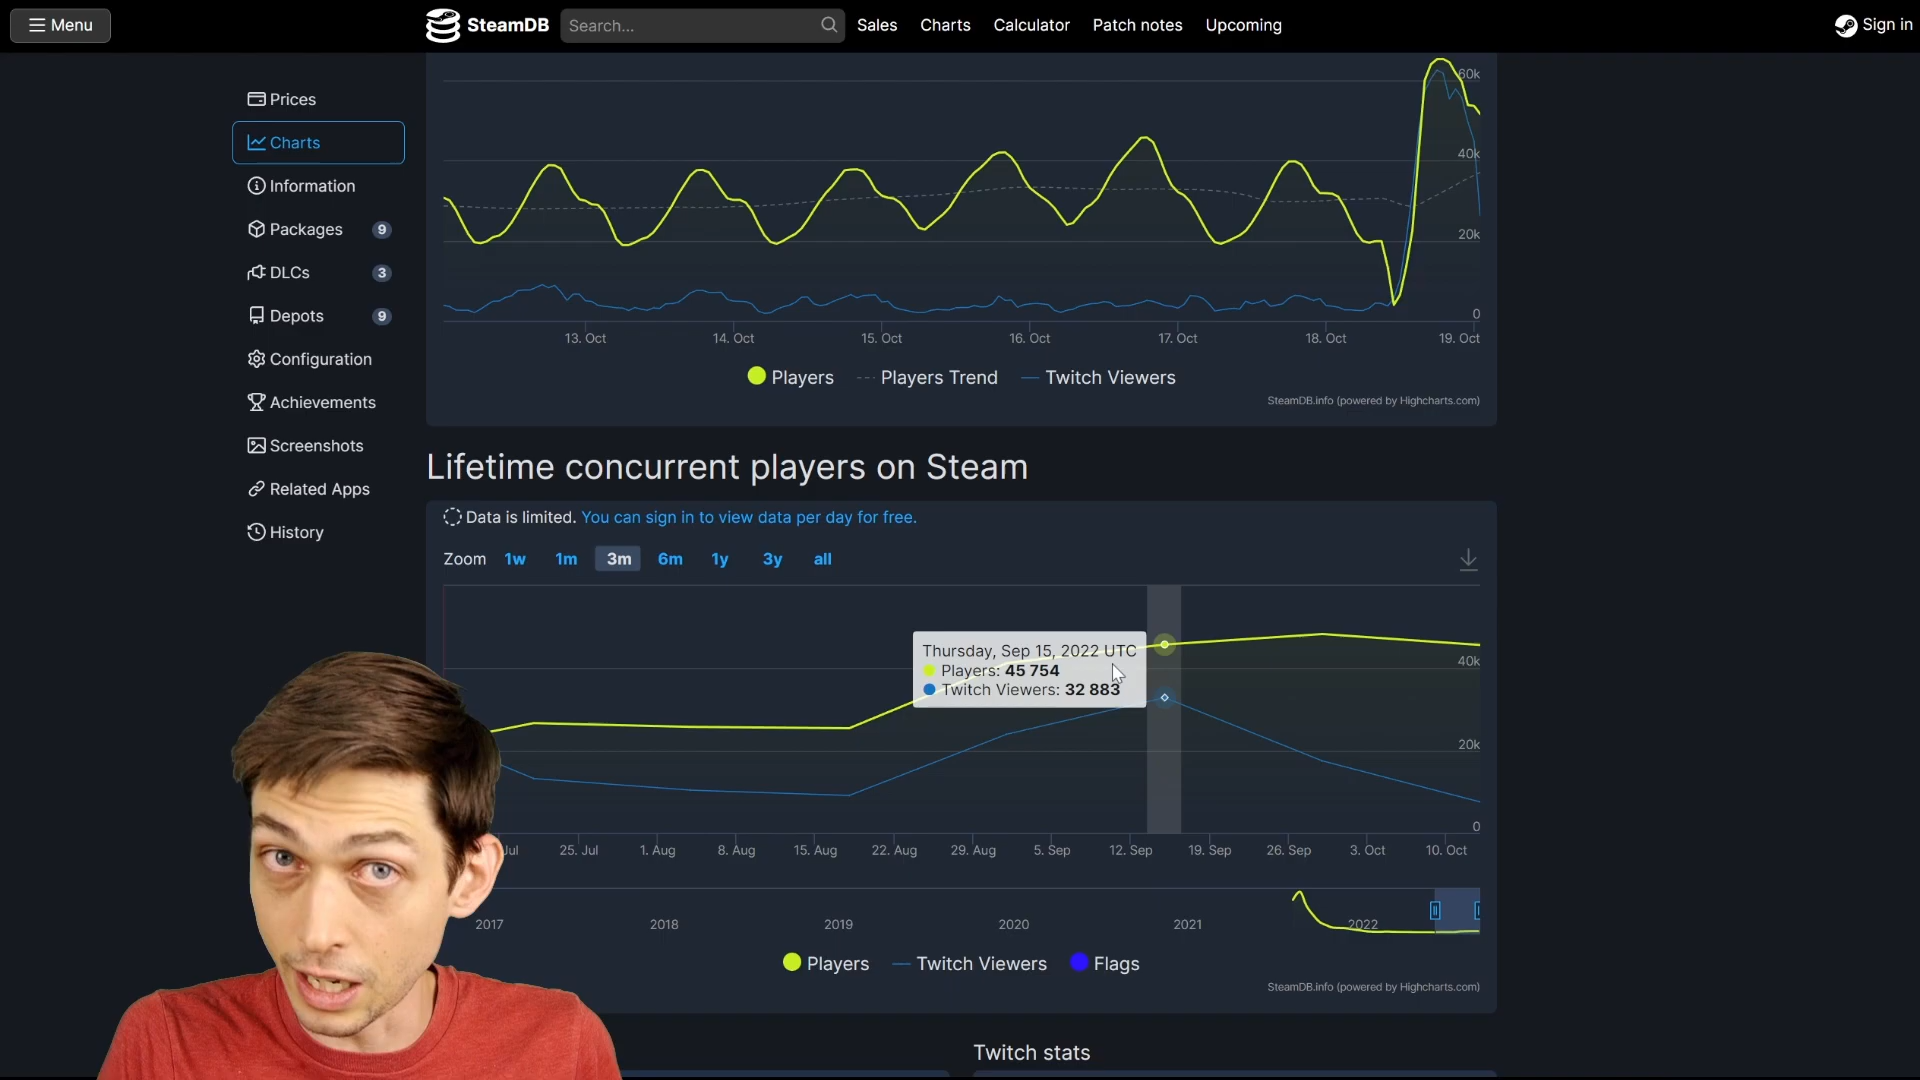 Menu
SteamDB
Search...
Sales
Charts
Calculator
Patch notes
Upcoming
Sign in
Prices
Charts
Information
Packages 9
DLCs 3
Depots 9
Configuration
Achievements
Screenshots
Related Apps
History
60k
40k
20k
0
13. Oct 14. Oct 15. Oct 16. Oct 17. Oct 18. Oct 19. Oct
Players Players Trend Twitch Viewers
SteamDB.info (powered by Highcharts.com)
Lifetime concurrent players on Steam
Data is limited. You can sign in to view data per day for free.
Zoom 1w 1m 3m 6m 1y 3y all
Thursday, Sep 15, 2022 UTC
Players: 45 754
Twitch Viewers: 32 883
40k
20k
0
Jul 25. Jul 1. Aug 8. Aug 15. Aug 22. Aug 29. Aug 5. Sep 12. Sep 19. Sep 26. Sep 3. Oct 10. Oct
2017 2018 2019 2020 2021 2022
Players Twitch Viewers Flags
SteamDB.info (powered by Highcharts.com)
Twitch stats